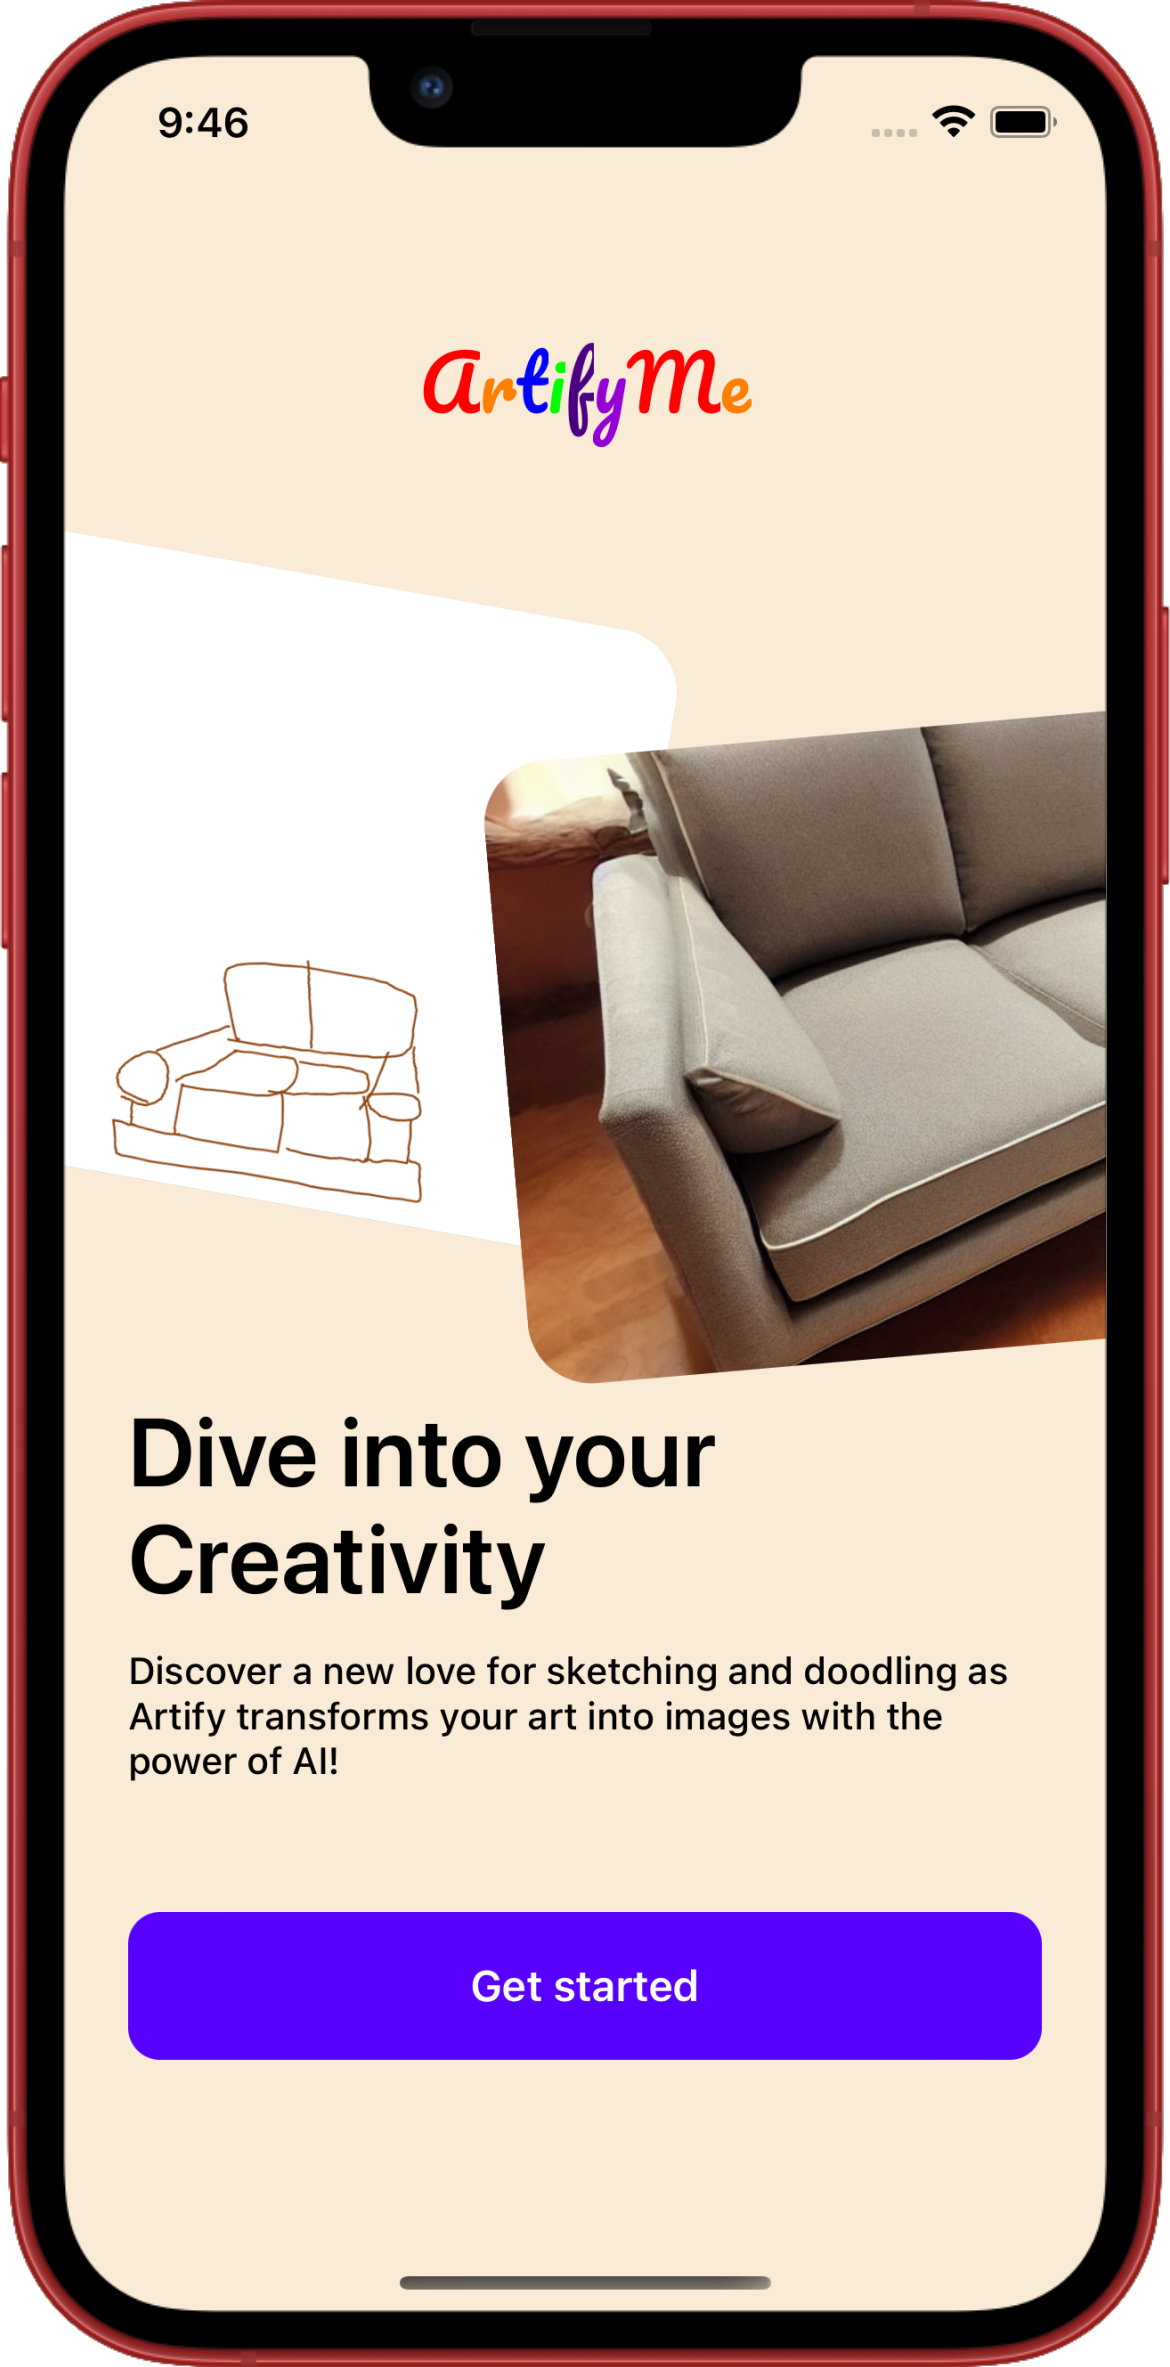 9:46
ArtifyMe
Dive into your
Creativity
Discover a new love for sketching and doodling as
Artify transforms your art into images with the
power of AI!
Get started